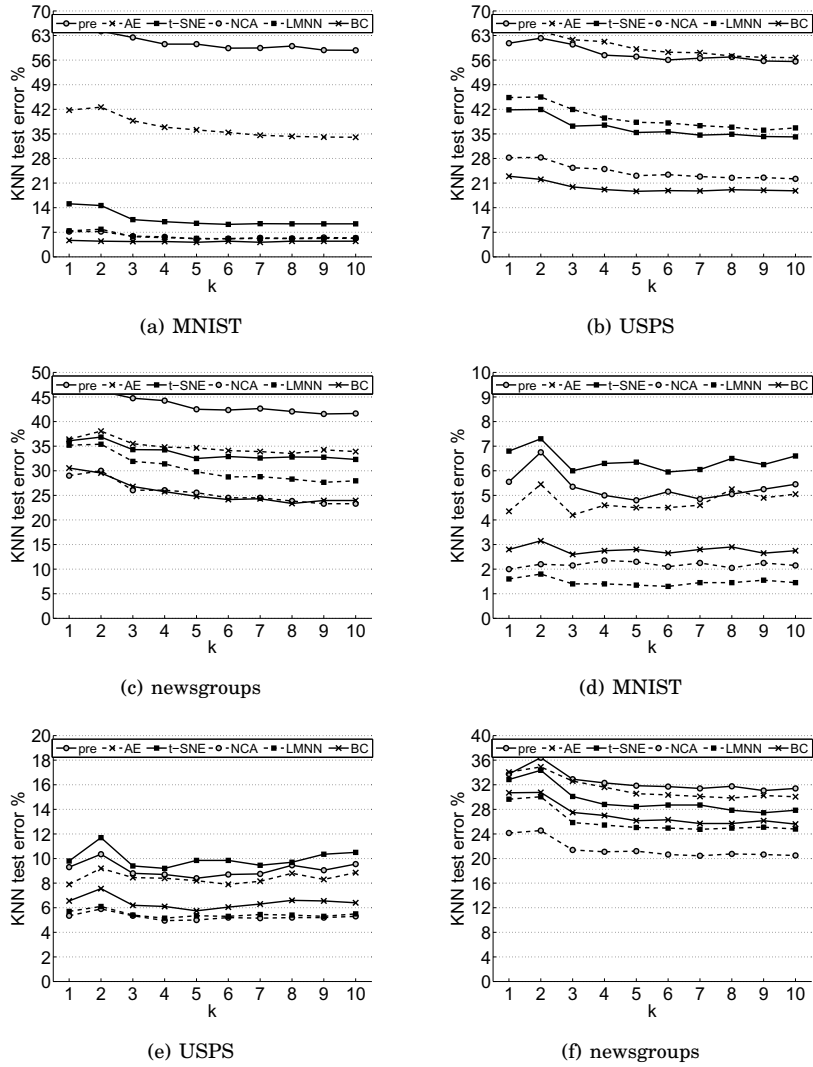 pre AE t-SNE NCA LMNN BC
70
63
56
49
42
35
28
21
14
7
0
KNN test error %
1 2 3 4 5 6 7 8 9 10
k
(a) MNIST
pre AE t-SNE NCA LMNN BC
70
63
56
49
42
35
28
21
14
7
0
KNN test error %
1 2 3 4 5 6 7 8 9 10
k
(b) USPS
pre AE t-SNE NCA LMNN BC
50
45
40
35
30
25
20
15
10
5
0
KNN test error %
1 2 3 4 5 6 7 8 9 10
k
(c) newsgroups
pre AE t-SNE NCA LMNN BC
10
9
8
7
6
5
4
3
2
1
0
KNN test error %
1 2 3 4 5 6 7 8 9 10
k
(d) MNIST
pre AE t-SNE NCA LMNN BC
20
18
16
14
12
10
8
6
4
2
0
KNN test error %
1 2 3 4 5 6 7 8 9 10
k
(e) USPS
pre AE t-SNE NCA LMNN BC
40
36
32
28
24
20
16
12
8
4
0
KNN test error %
1 2 3 4 5 6 7 8 9 10
k
(f) newsgroups